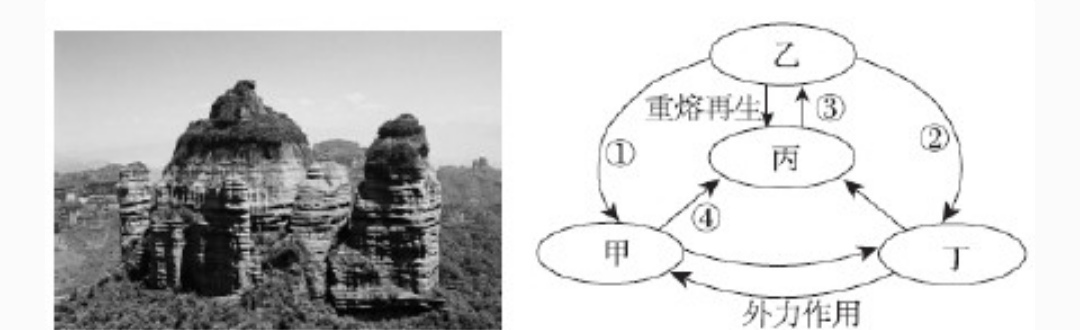 乙
重熔再生
③
①
②
丙
④
甲
丁
外力作用